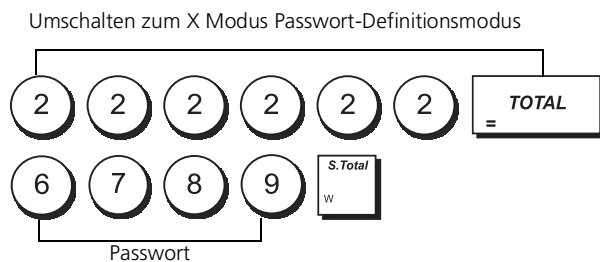 Umschalten zum X Modus Passwort-Definitionsmodus
2 2 2 2 2 2 TOTAL
=
6 7 8 9 S.Total
W
Passwort